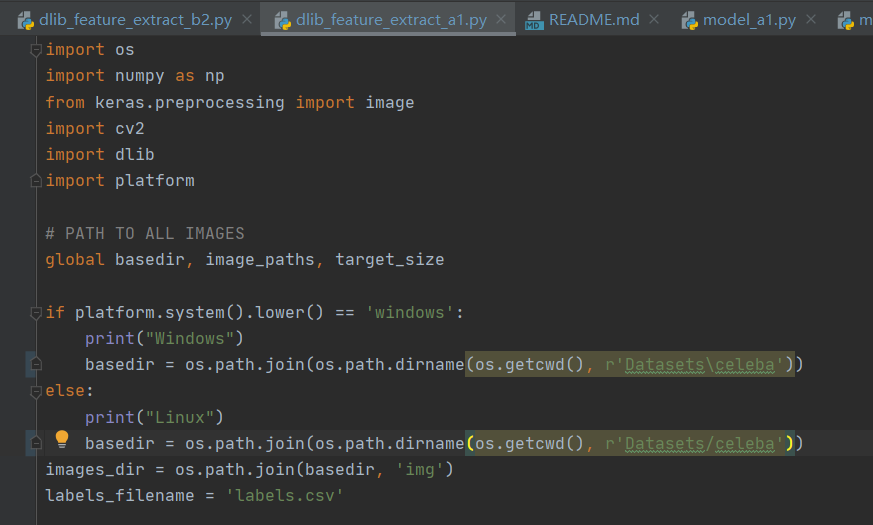 dlib_feature_extract_b2.py dlib_feature_extract_a1.py MD README.md model_a1.py m
import os
import numpy as np
from keras.preprocessing import image
import cv2
import dlib
import platform
# PATH TO ALL IMAGES
global basedir, image_paths, target_size
if platform.system().lower() == 'windows':
    print("Windows")
    basedir = os.path.join(os.path.dirname(os.getcwd(), r'Datasets\celeba'))
else:
    print("Linux")
    basedir = os.path.join(os.path.dirname(os.getcwd(), r'Datasets/celeba'))
images_dir = os.path.join(basedir, 'img')
labels_filename = 'labels.csv'